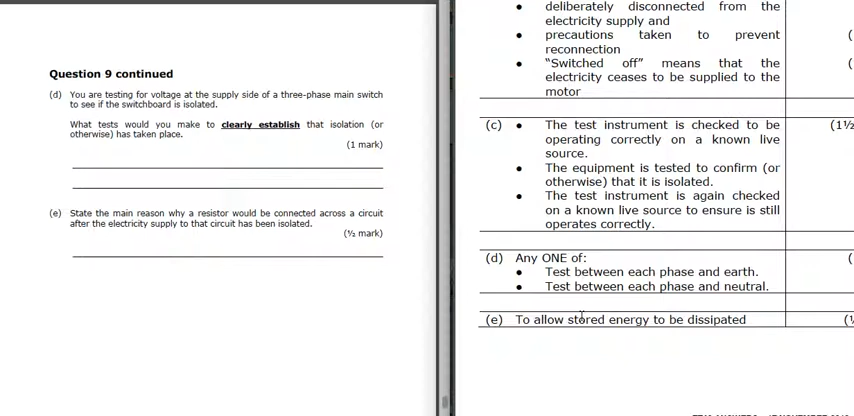 Question 9 continued
(d) You are testing for voltage at the supply side of a three-phase main switch
to see if the switchboard is isolated.
What tests would you make to clearly establish that isolation (or
otherwise) has taken place.
(1 mark)
(e) State the main reason why a resistor would be connected across a circuit
after the electricity supply to that circuit has been isolated.
(½ mark)
deliberately disconnected from the
electricity supply and
• precautions taken to prevent
reconnection
(
• “Switched off” means that the
electricity ceases to be supplied to the
motor
(
(c) • The test instrument is checked to be
operating correctly on a known live
source.
(1½
• The equipment is tested to confirm (or
otherwise) that it is isolated.
• The test instrument is again checked
on a known live source to ensure is still
operates correctly.
(d) Any ONE of:
(
• Test between each phase and earth.
• Test between each phase and neutral.
(e) To allow stored energy to be dissipated